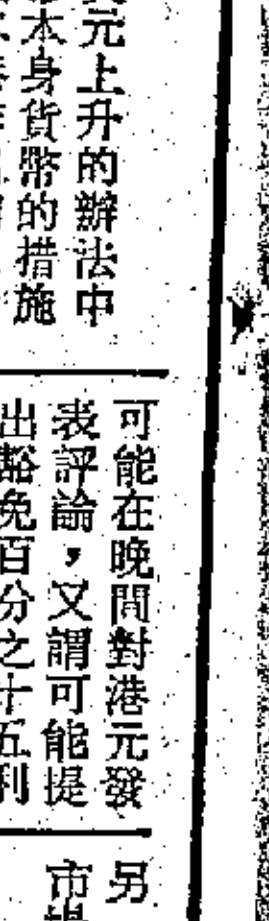 元上升的辦法中
本身貨幣的措施
可能在晚間對港元發
表評論，又謂可能提
出豁免百分之十五利
另
市